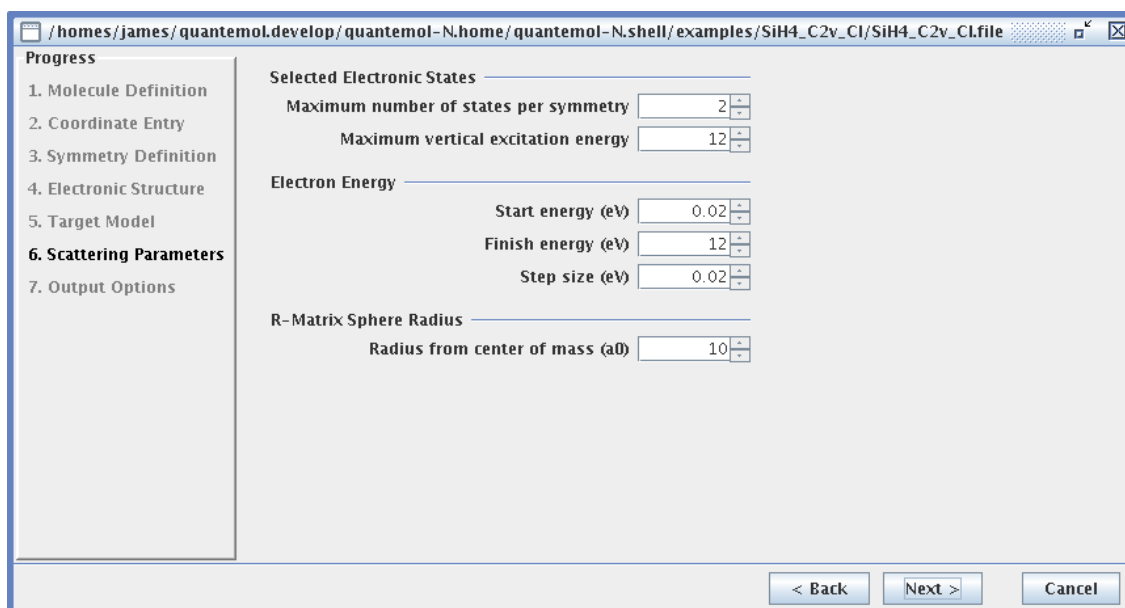 /homes/james/quantemol.develop/quantemol-N.home/quantemol-N.shell/examples/SiH4_C2v_CI/SiH4_C2v_CI.file
Progress
1. Molecule Definition
2. Coordinate Entry
3. Symmetry Definition
4. Electronic Structure
5. Target Model
6. Scattering Parameters
7. Output Options
Selected Electronic States
Maximum number of states per symmetry 2
Maximum vertical excitation energy 12
Electron Energy
Start energy (eV) 0.02
Finish energy (eV) 12
Step size (eV) 0.02
R-Matrix Sphere Radius
Radius from center of mass (a0) 10
< Back Next > Cancel